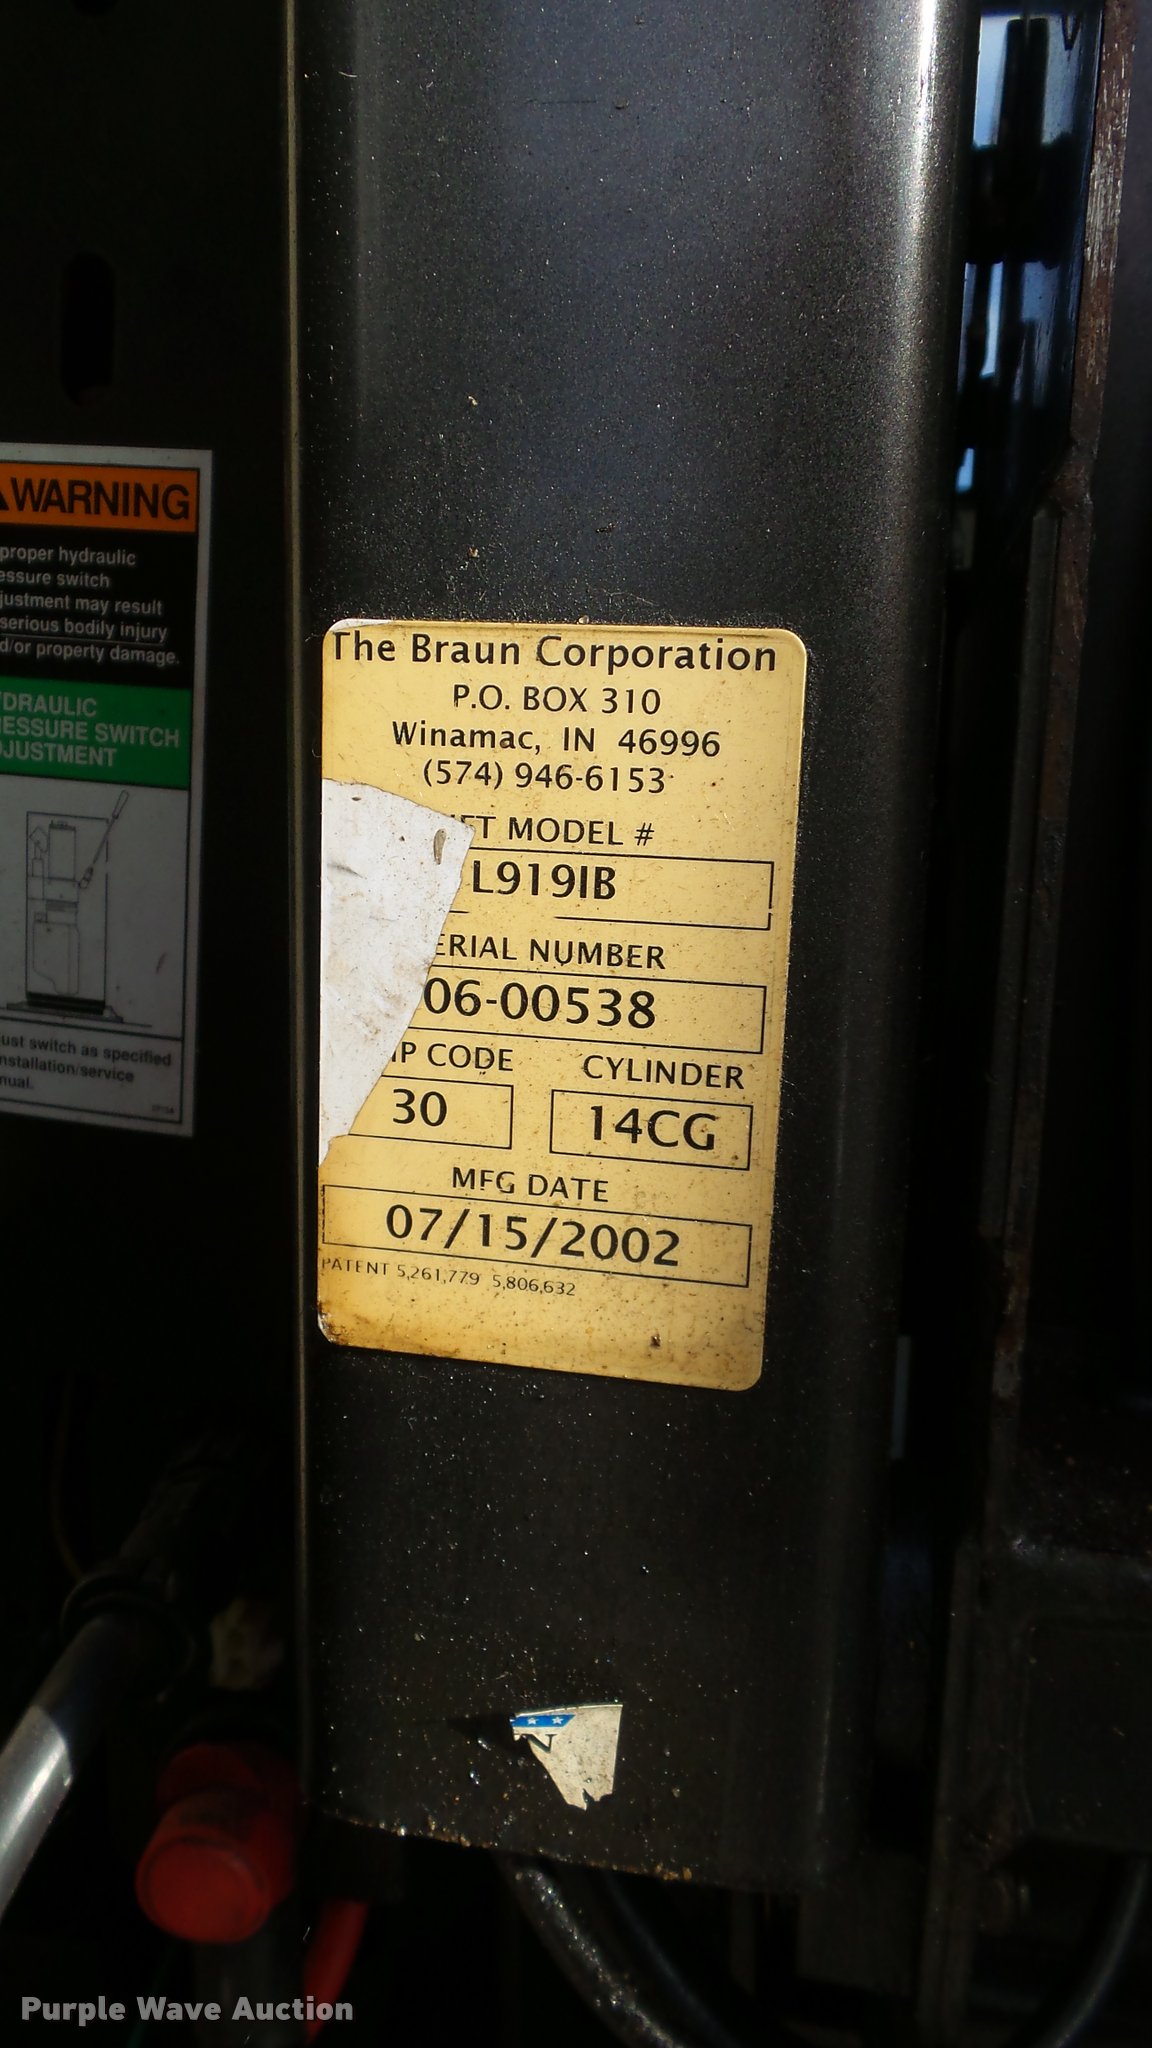 WARNING
proper hydraulic
essure switch
justment may result
serious bodily injury
d/or property damage.
DRAULIC
ESSURE SWITCH
JUSTMENT
ust switch as specified
nstallation/service
nual.
The Braun Corporation
P.O. BOX 310
Winamac, IN 46996
(574) 946-6153
IFT MODEL #
L919IB
ERIAL NUMBER
06-00538
IP CODE CYLINDER
30 14CG
MFG DATE
07/15/2002
PATENT 5,261,779 5,806,632
N
Purple Wave Auction